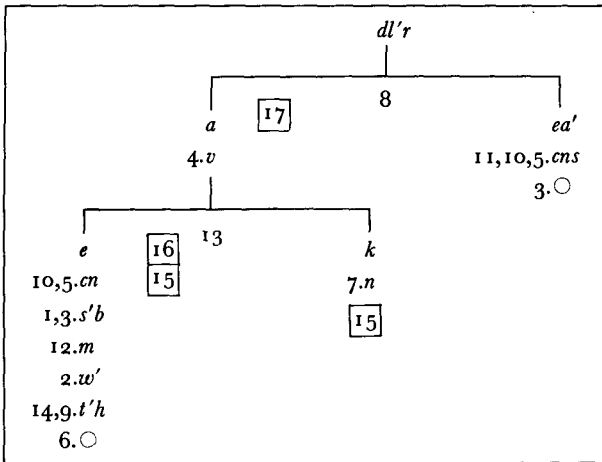 dl'r
8
a 17 ea'
4.v 11,10,5.cns
3.○
13
e 16 k
10,5.cn 15 7.n
1,3.s'b 15
12.m
2.w'
14,9.t'h
6.○